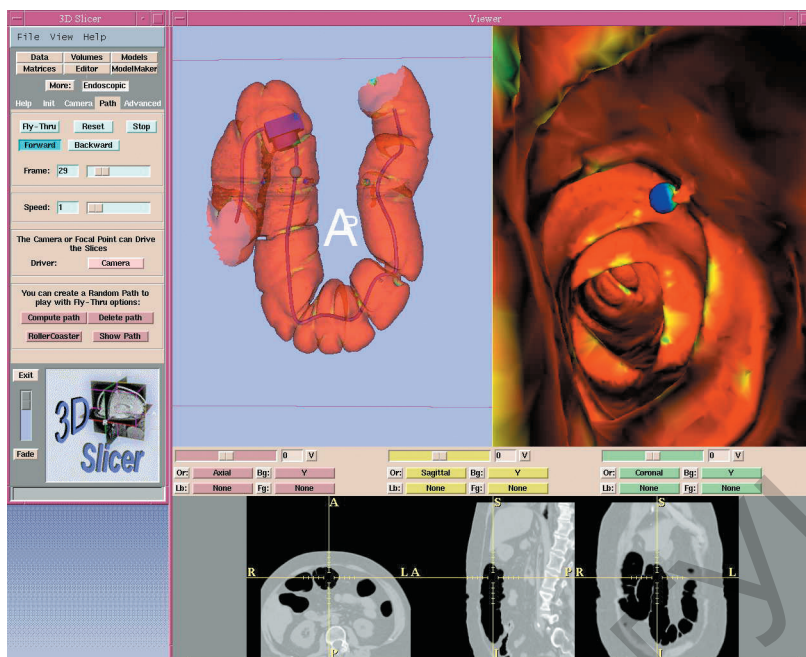 3D Slicer
Viewer
File View Help
Data Volumes Models
Matrices Editor ModelMaker
More: Endoscopic
Help Init Camera Path Advanced
Fly-Thru Reset Stop
Forward Backward
Frame: 29
Speed: 1
The Camera or Focal Point can Drive
the Slices
Driver: Camera
You can create a Random Path to
play with Fly-Thru options:
Compute path Delete path
RollerCoaster Show Path
Exit
Fade
3D
Slicer
A
P
0 V
Or: Axial Bg: Y
Lb: None Fg: None
0 V
Or: Sagittal Bg: Y
Lb: None Fg: None
0 V
Or: Coronal Bg: Y
Lb: None Fg: None
A
R L
P
S
A P
I
S
R L
I